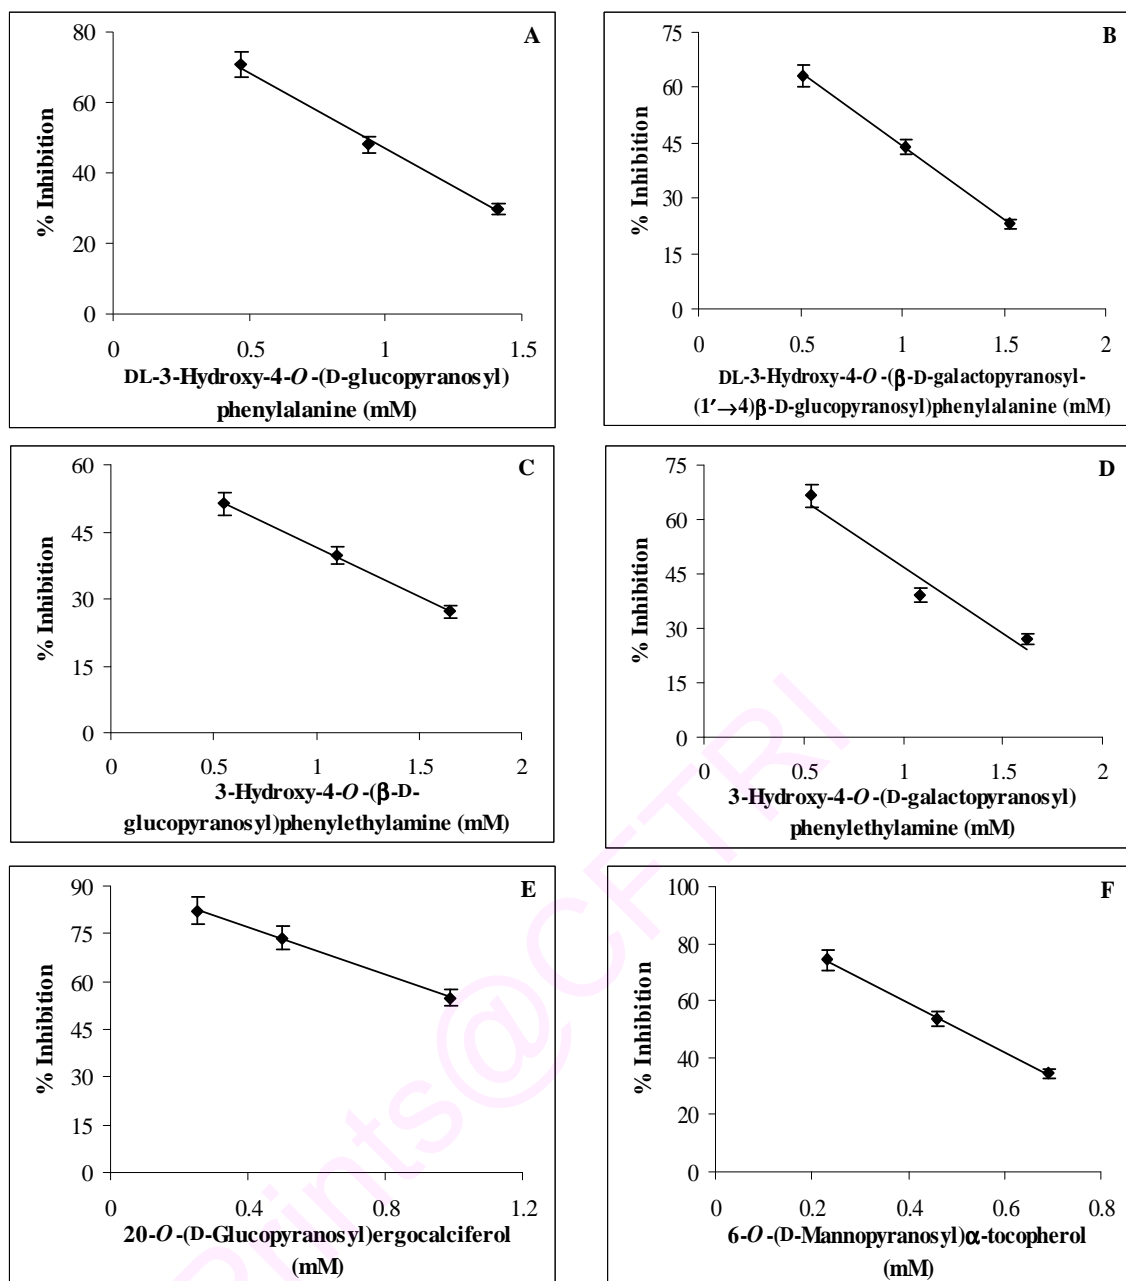 A
80
60
40
20
0
% Inhibition
0 0.5 1 1.5
DL-3-Hydroxy-4-O-(D-glucopyranosyl)
phenylalanine (mM)
B
75
60
45
30
15
0
% Inhibition
0 0.5 1 1.5 2
DL-3-Hydroxy-4-O-(β-D-galactopyranosyl-
(1′→4)β-D-glucopyranosyl)phenylalanine (mM)
C
60
45
30
15
0
% Inhibition
0 0.5 1 1.5 2
3-Hydroxy-4-O-(β-D-
glucopyranosyl)phenylethylamine (mM)
D
75
60
45
30
15
0
% Inhibition
0 0.5 1 1.5 2
3-Hydroxy-4-O-(D-galactopyranosyl)
phenylethylamine (mM)
E
90
75
60
45
30
15
0
% Inhibition
0 0.4 0.8 1.2
20-O-(D-Glucopyranosyl)ergocalciferol
(mM)
F
100
80
60
40
20
0
% Inhibition
0 0.2 0.4 0.6 0.8
6-O-(D-Mannopyranosyl)α-tocopherol
(mM)
Prints@CFTRI